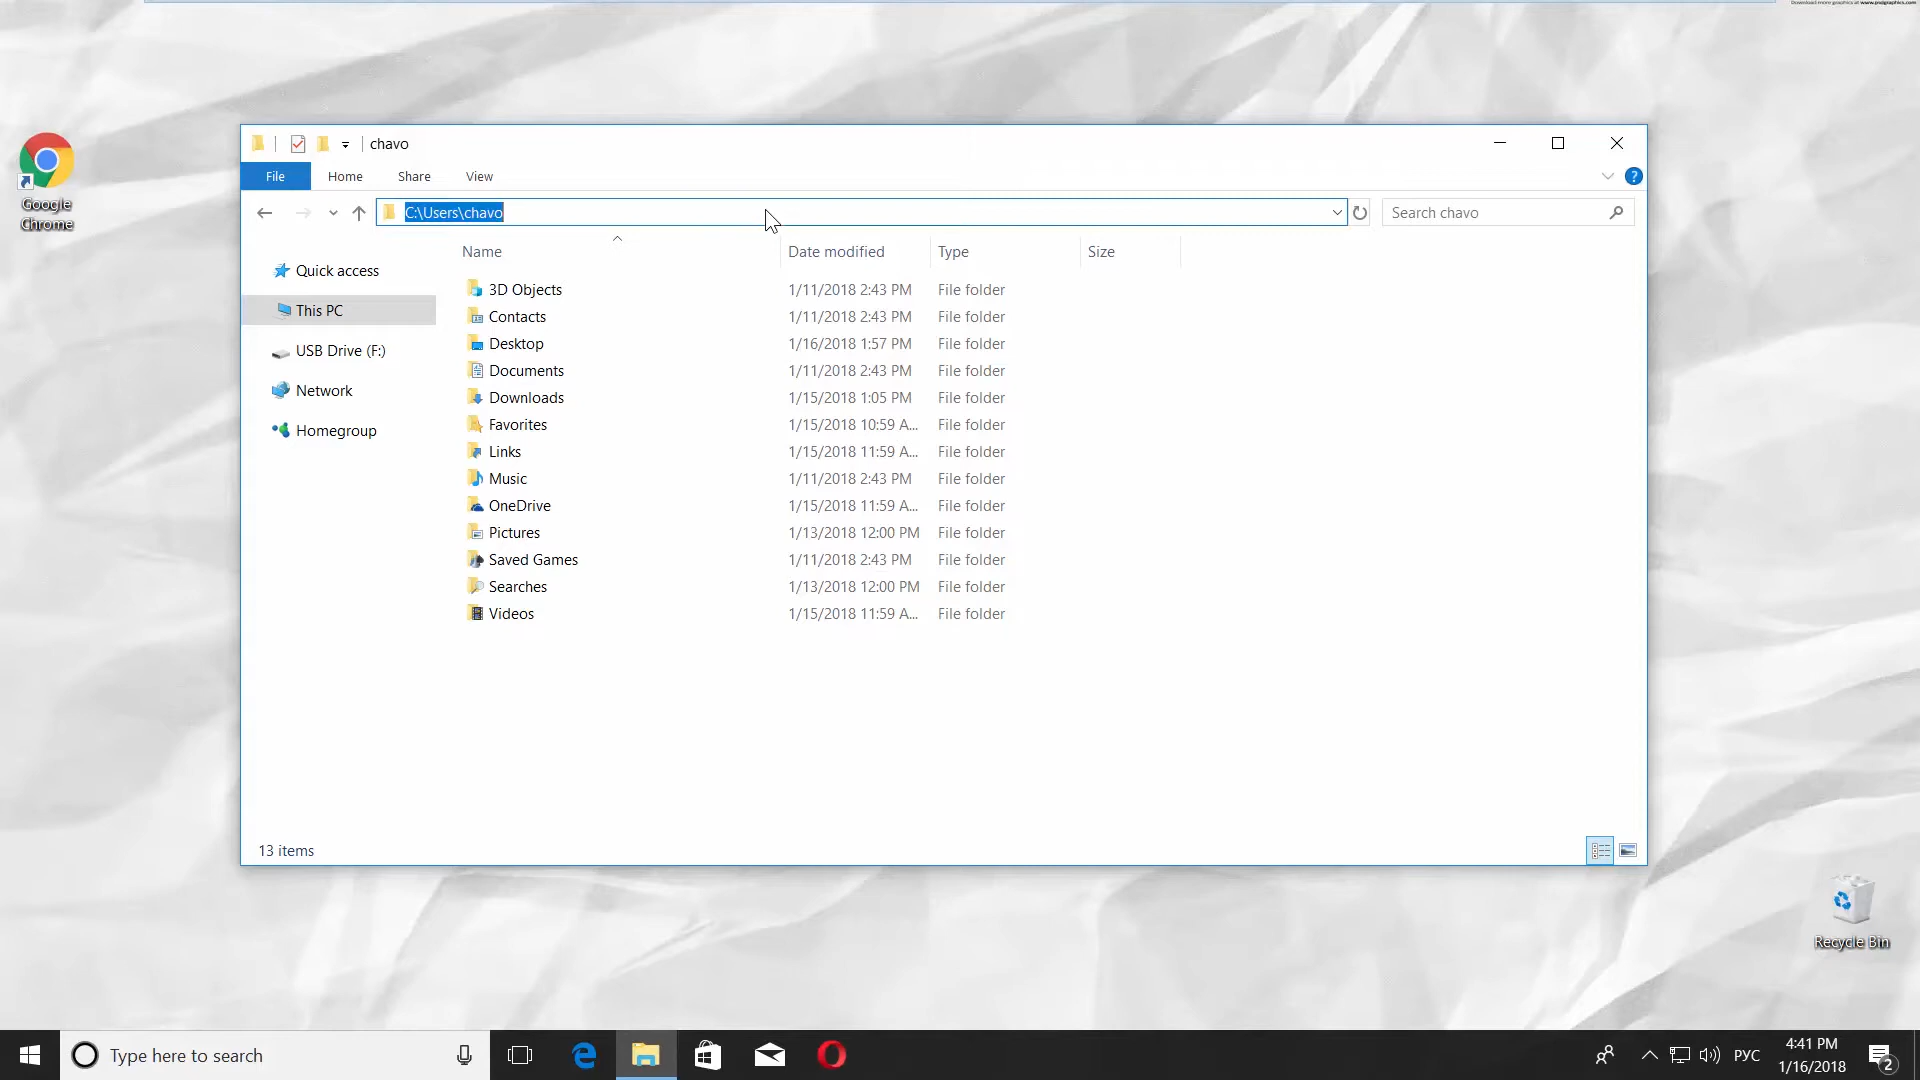 Download more graphics at www.psdgraphics.com
Google
Chrome
chavo
File Home Share View
C:\Users\chavo
Search chavo
Name Date modified Type Size
Quick access
This PC
USB Drive (F:)
Network
Homegroup
3D Objects 1/11/2018 2:43 PM File folder
Contacts 1/11/2018 2:43 PM File folder
Desktop 1/16/2018 1:57 PM File folder
Documents 1/11/2018 2:43 PM File folder
Downloads 1/15/2018 1:05 PM File folder
Favorites 1/15/2018 10:59 A... File folder
Links 1/15/2018 11:59 A... File folder
Music 1/11/2018 2:43 PM File folder
OneDrive 1/15/2018 11:59 A... File folder
Pictures 1/13/2018 12:00 PM File folder
Saved Games 1/11/2018 2:43 PM File folder
Searches 1/13/2018 12:00 PM File folder
Videos 1/15/2018 11:59 A... File folder
13 items
Recycle Bin
Type here to search
РУС
4:41 PM
1/16/2018
2